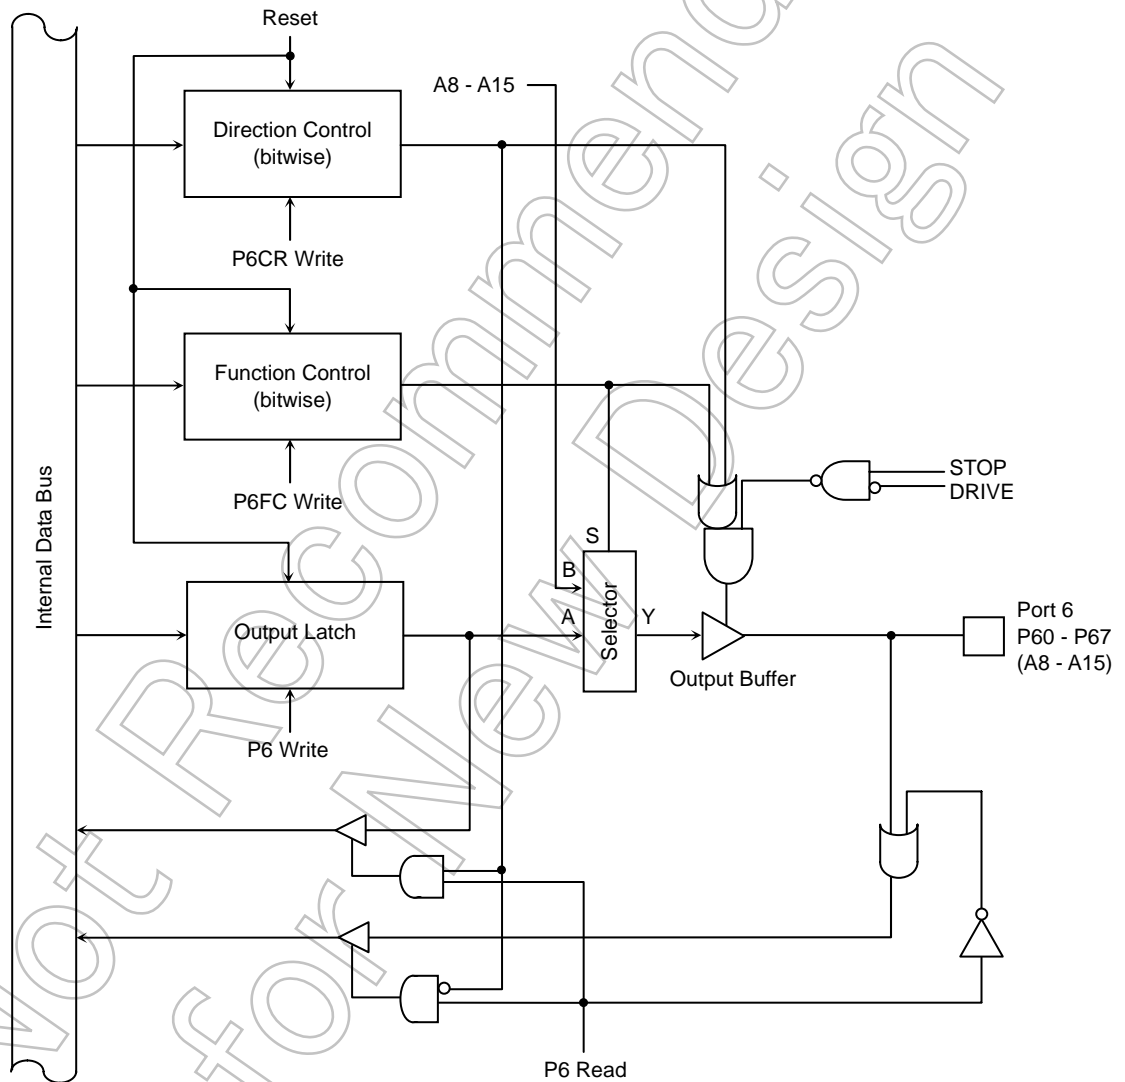 Reset
A8 - A15
Direction Control
(bitwise)
P6CR Write
Function Control
(bitwise)
P6FC Write
STOP
DRIVE
Internal Data Bus
S
B
A
Selector
Y
Output Latch
Output Buffer
Port 6
P60 - P67
(A8 - A15)
P6 Write
P6 Read
Not Recommend
for New Design